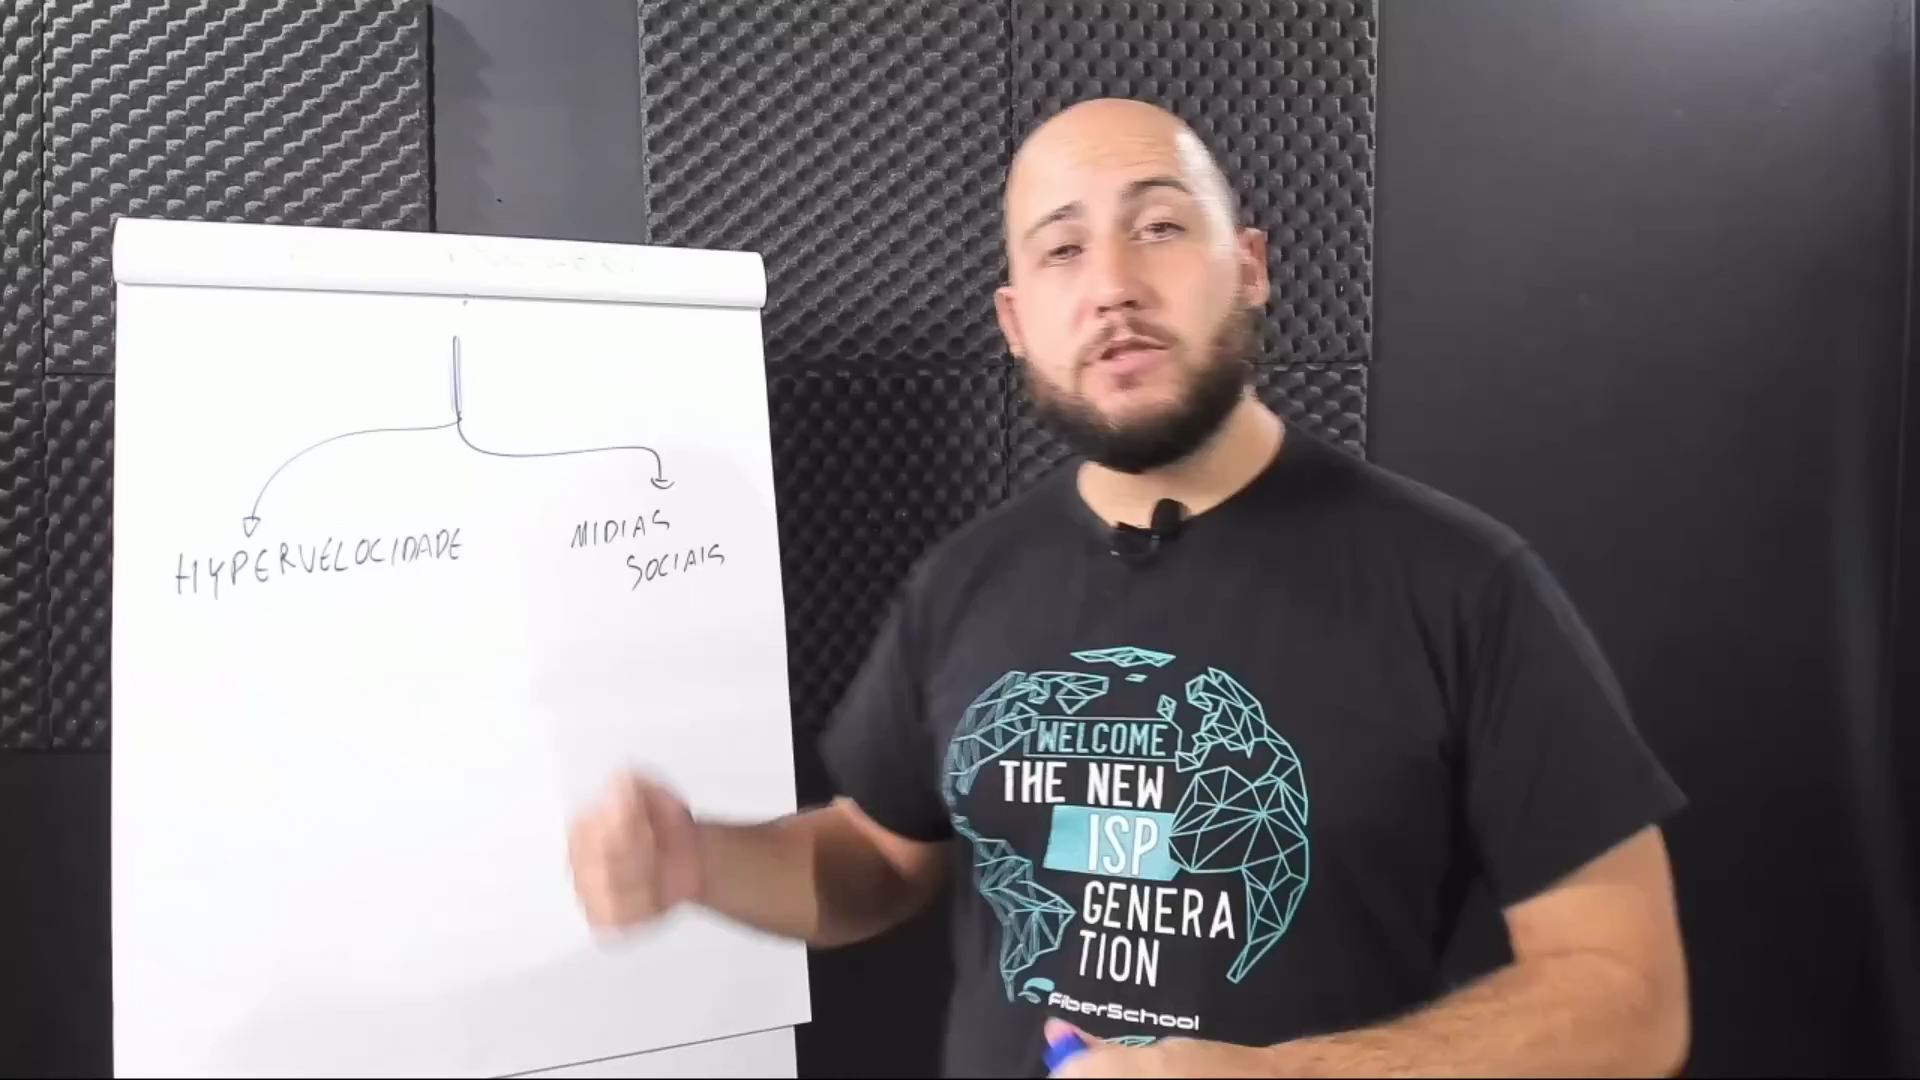 HYPERVELOCIDADE
MIDIAS
SOCIAIS
WELCOME
THE NEW
ISP
GENERA
TION
FiberSchool